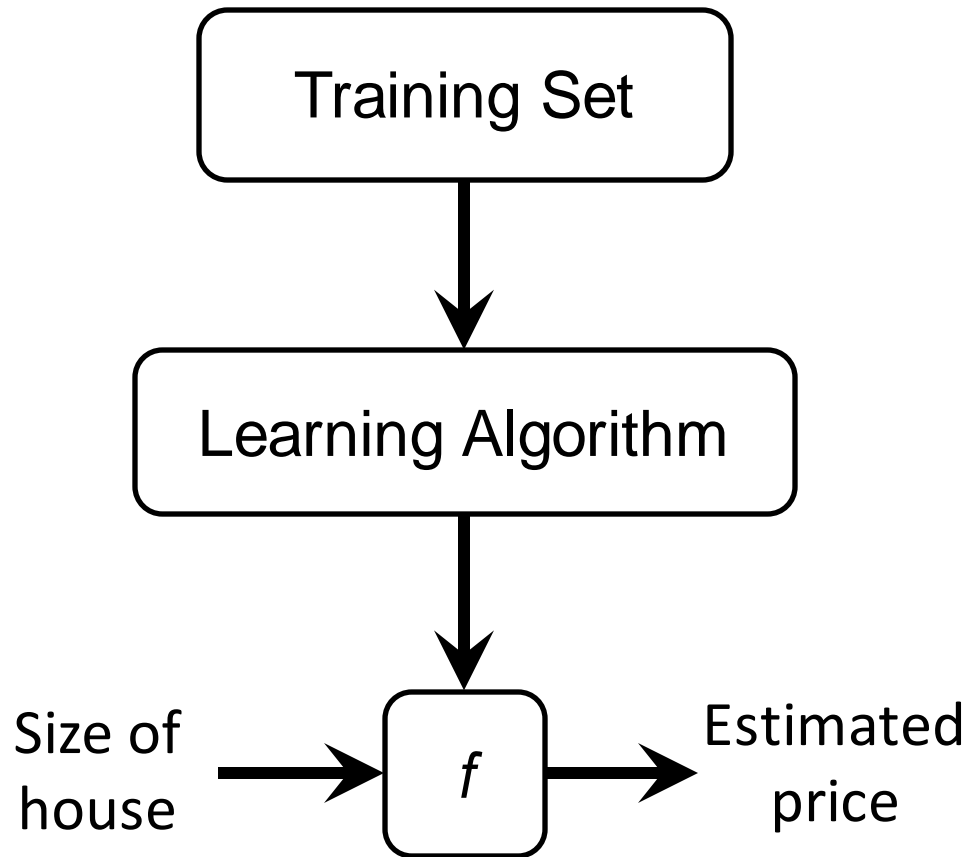 Training Set
Learning Algorithm
Size of
house
f
Estimated
price